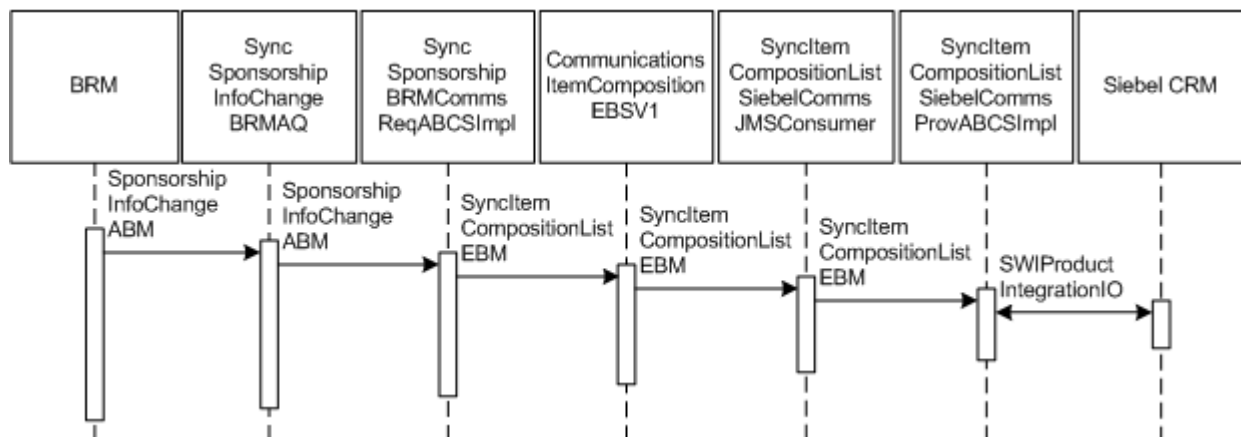 BRM
Sync
Sponsorship
InfoChange
BRMAQ
Sync
Sponsorship
BRMComms
ReqABCSImpl
Communications
ItemComposition
EBSV1
SyncItem
CompositionList
SiebelComms
JMSConsumer
SyncItem
CompositionList
SiebelComms
ProvABCSImpl
Siebel CRM
Sponsorship
InfoChange
ABM
Sponsorship
InfoChange
ABM
SyncItem
CompositionList
EBM
SyncItem
CompositionList
EBM
SyncItem
CompositionList
EBM
SWIProduct
IntegrationIO